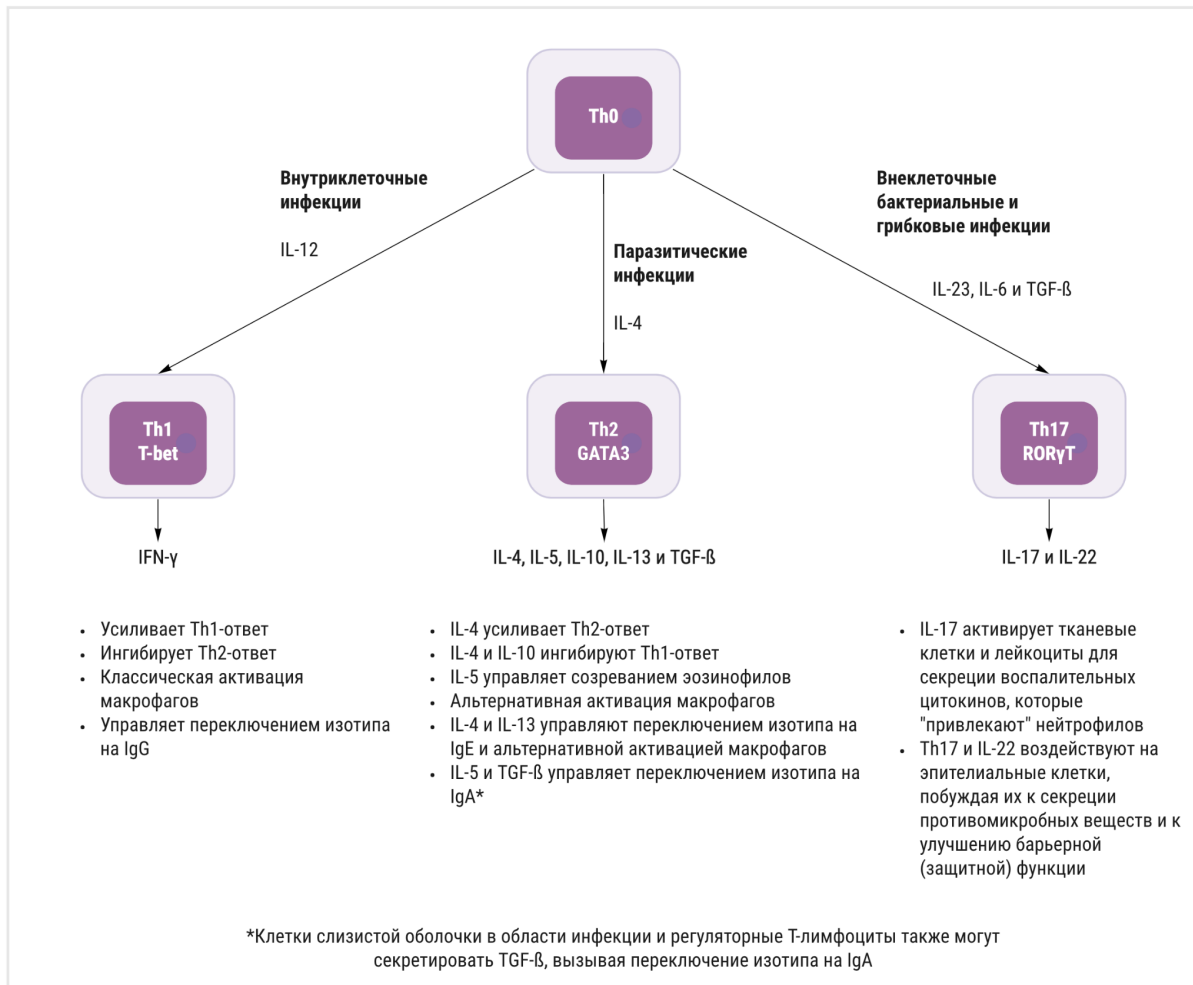 Th0
Внутриклеточные
инфекции
IL-12
Паразитические
инфекции
IL-4
Внеклеточные
бактериальные и
грибковые инфекции
IL-23, IL-6 и TGF-ß
Th1
T-bet
Th2
GATA3
Th17
RORγT
IFN-γ
IL-4, IL-5, IL-10, IL-13 и TGF-ß
IL-17 и IL-22
• Усиливает Th1-ответ
• Ингибирует Th2-ответ
• Классическая активация
макрофагов
• Управляет переключением изотипа
на IgG
• IL-4 усиливает Th2-ответ
• IL-4 и IL-10 ингибируют Th1-ответ
• IL-5 управляет созреванием эозинофилов
• Альтернативная активация макрофагов
• IL-4 и IL-13 управляют переключением изотипа на
IgE и альтернативной активацией макрофагов
• IL-5 и TGF-ß управляет переключением изотипа на
IgA*
• IL-17 активирует тканевые
клетки и лейкоциты для
секреции воспалительных
цитокинов, которые
"привлекают" нейтрофилов
• Th17 и IL-22 воздействуют на
эпителиальные клетки,
побуждая их к секреции
противомикробных веществ и к
улучшению барьерной
(защитной) функции
*Клетки слизистой оболочки в области инфекции и регуляторные Т-лимфоциты также могут
секретировать TGF-ß, вызывая переключение изотипа на IgA